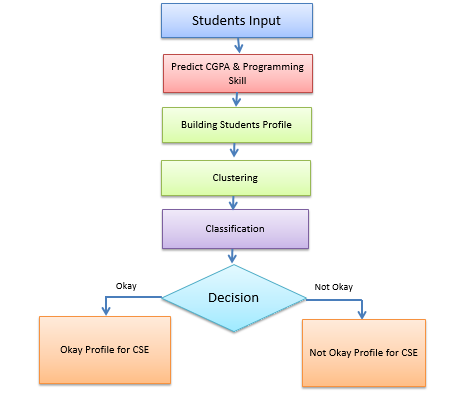 Students Input
Predict CGPA & Programming
Skill
Building Students Profile
Clustering
Classification
Decision
Okay
Not Okay
Okay Profile for CSE
Not Okay Profile for CSE